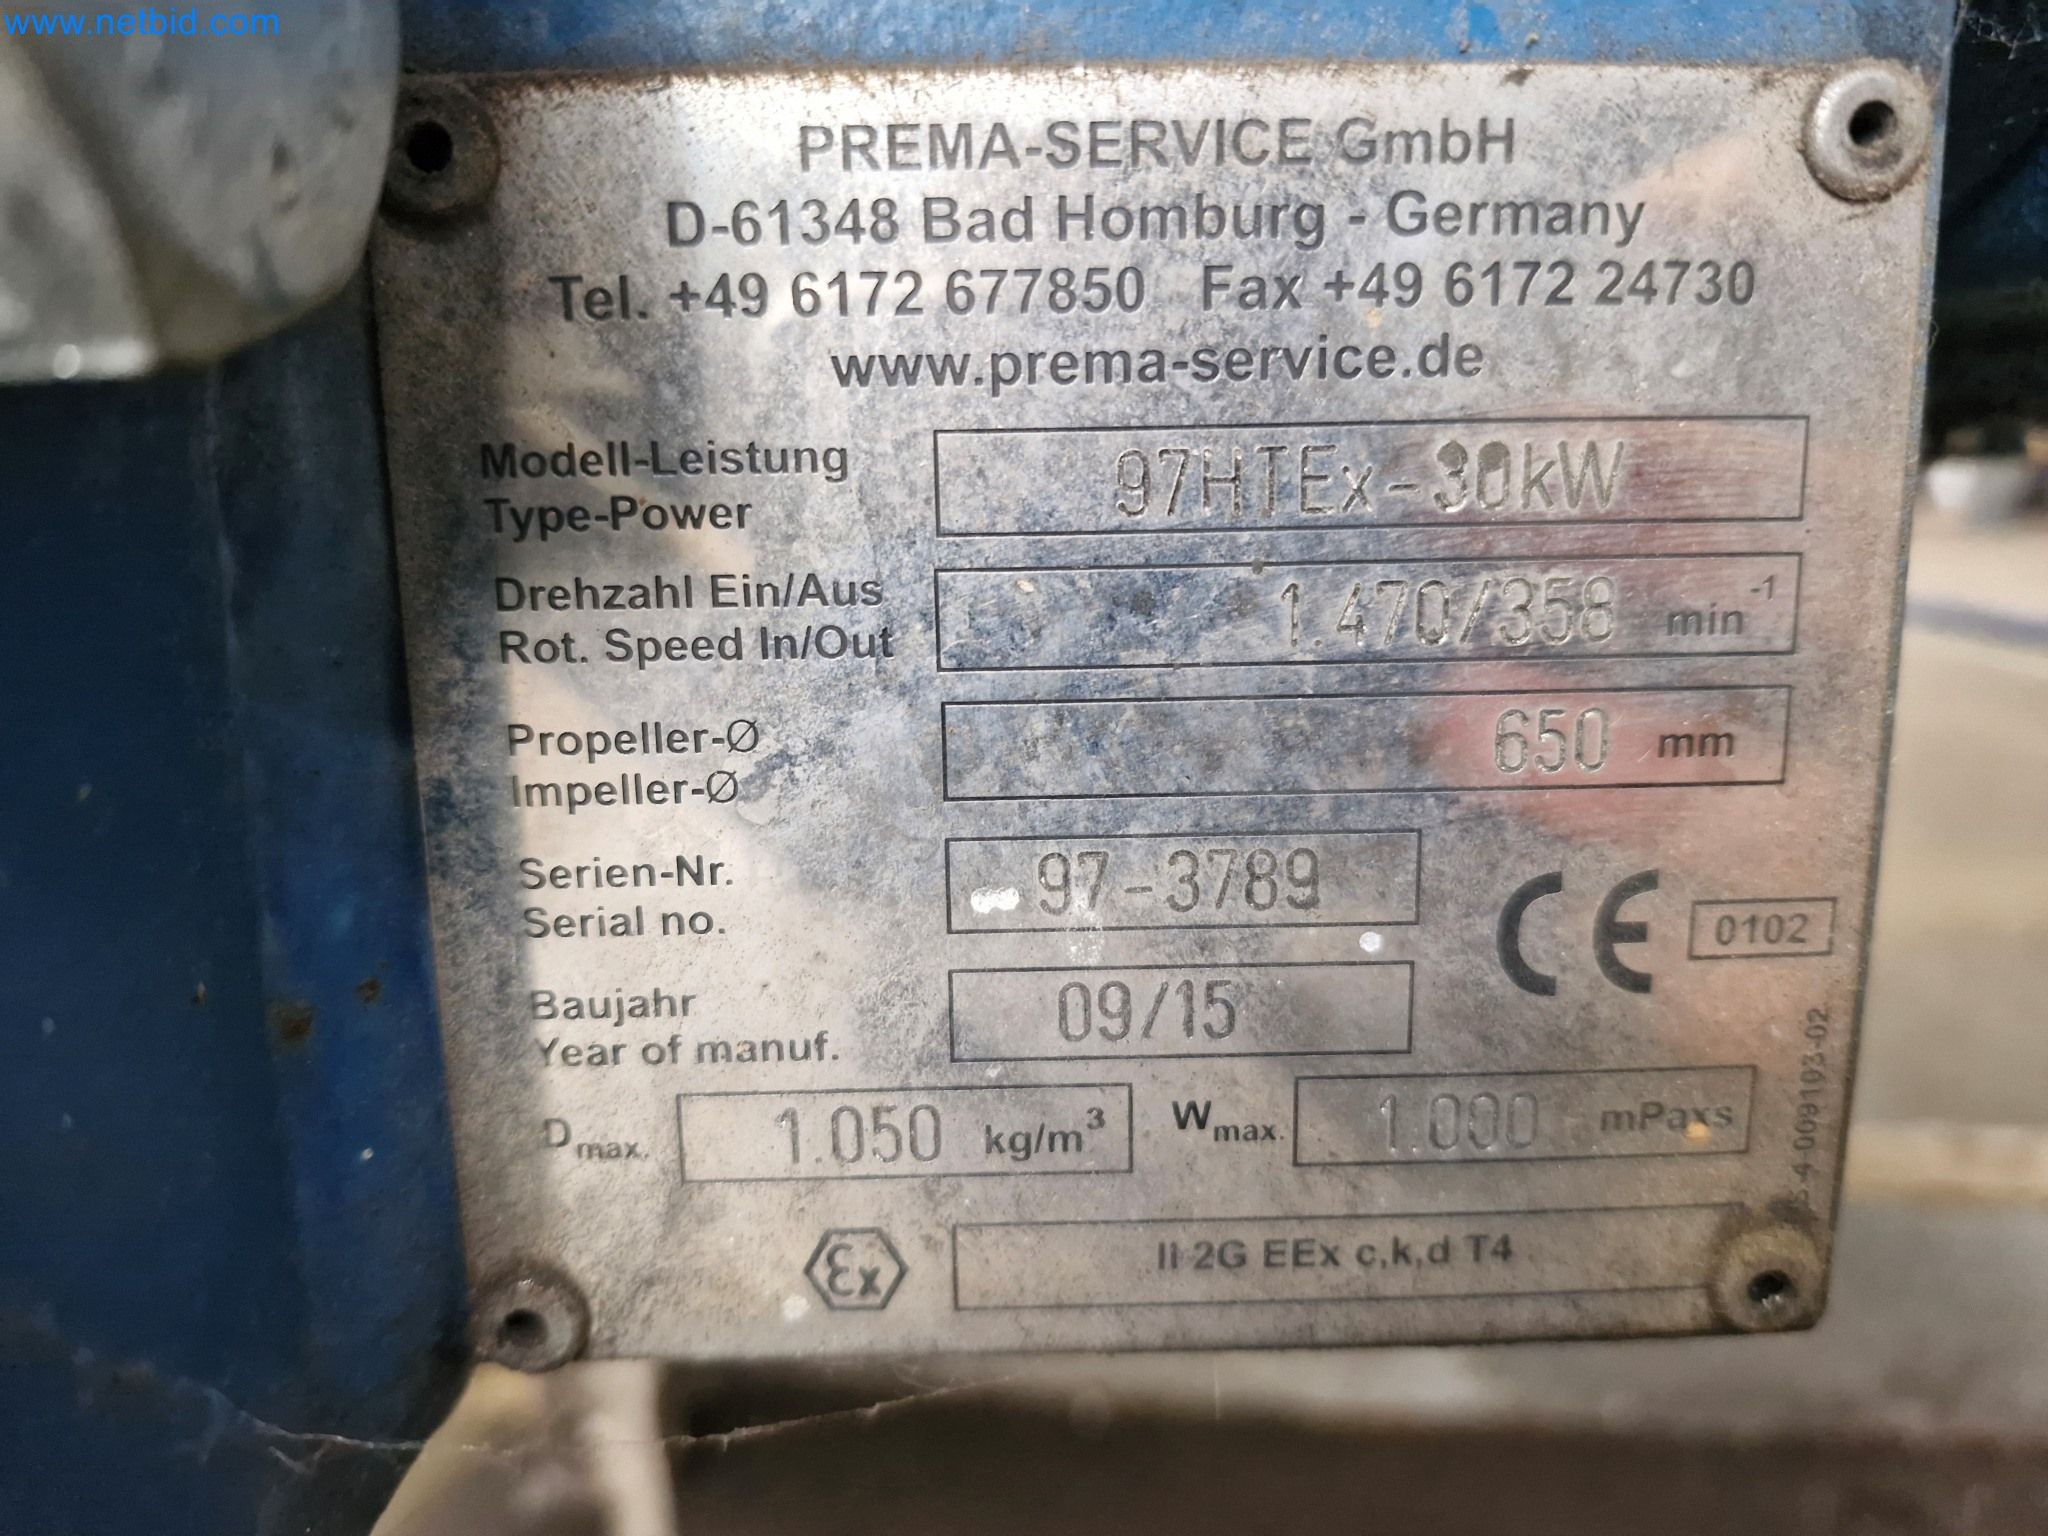 www.netbid.com
PREMA-SERVICE GmbH
D-61348 Bad Homburg - Germany
Tel. +49 6172 677850 Fax +49 6172 24730
www.prema-service.de
Modell-Leistung
Type-Power
97HTEx-30kW
Drehzahl Ein/Aus
Rot. Speed In/Out
1.470/358 min-1
Propeller-Ø
Impeller-Ø
650 mm
Serien-Nr.
Serial no.
97-3789
CE 0102
Baujahr
Year of manuf.
09/15
Dmax. 1.050 kg/m³ Wmax. 1.000 mPaxs
Ex II 2G EEx c,k,d T4